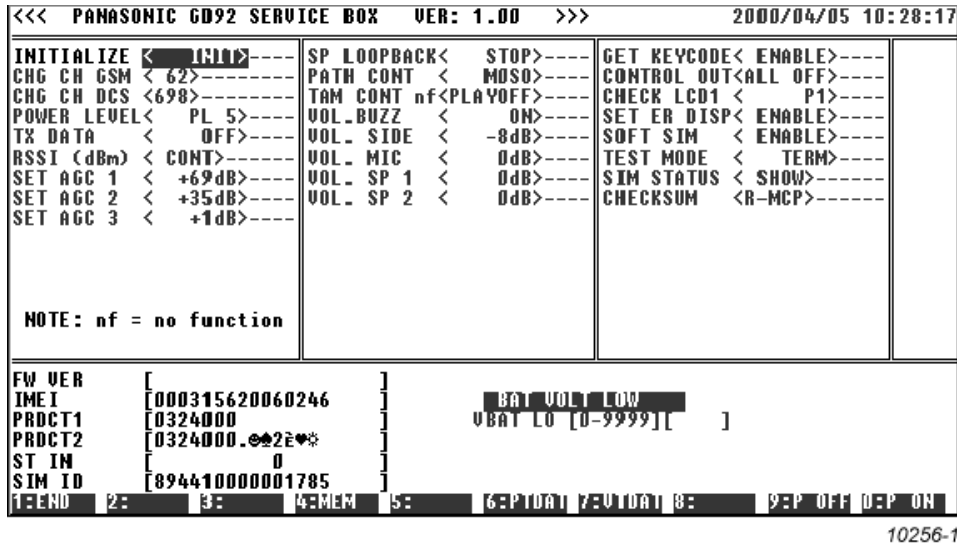 <<< PANASONIC GD92 SERVICE BOX VER: 1.00 >>> 2000/04/05 10:28:17
INITIALIZE < INIT>----
CHG CH GSM < 62>---------
CHG CH DCS <698>---------
POWER LEVEL< PL 5>----
TX DATA < OFF>----
RSSI (dBm) < CONT>------
SET AGC 1 < +69dB>----
SET AGC 2 < +35dB>----
SET AGC 3 < +1dB>----
NOTE: nf = no function
SP LOOPBACK< STOP>----
PATH CONT < M0S0>----
TAM CONT nf<PLAYOFF>----
VOL.BUZZ < ON>----
VOL. SIDE < -8dB>----
VOL. MIC < 0dB>----
VOL. SP 1 < 0dB>----
VOL. SP 2 < 0dB>----
GET KEYCODE< ENABLE>----
CONTROL OUT<ALL OFF>----
CHECK LCD1 < P1>----
SET ER DISP< ENABLE>----
SOFT SIM < ENABLE>----
TEST MODE < TERM>----
SIM STATUS < SHOW>------
CHECKSUM <R-MCP>------
FW VER [ ]
IMEI [000315620060246 ]
PRDCT1 [0324000 ]
PRDCT2 [0324000.☻♠2è♥☼ ]
ST IN [ 0 ]
SIM ID [894410000001785 ]
BAT VOLT LOW
VBAT LO [0-9999][ ]
1:END 2: 3: 4:MEM 5: 6:PTDAT 7:VTDAT 8: 9:P OFF 0:P ON
10256-1